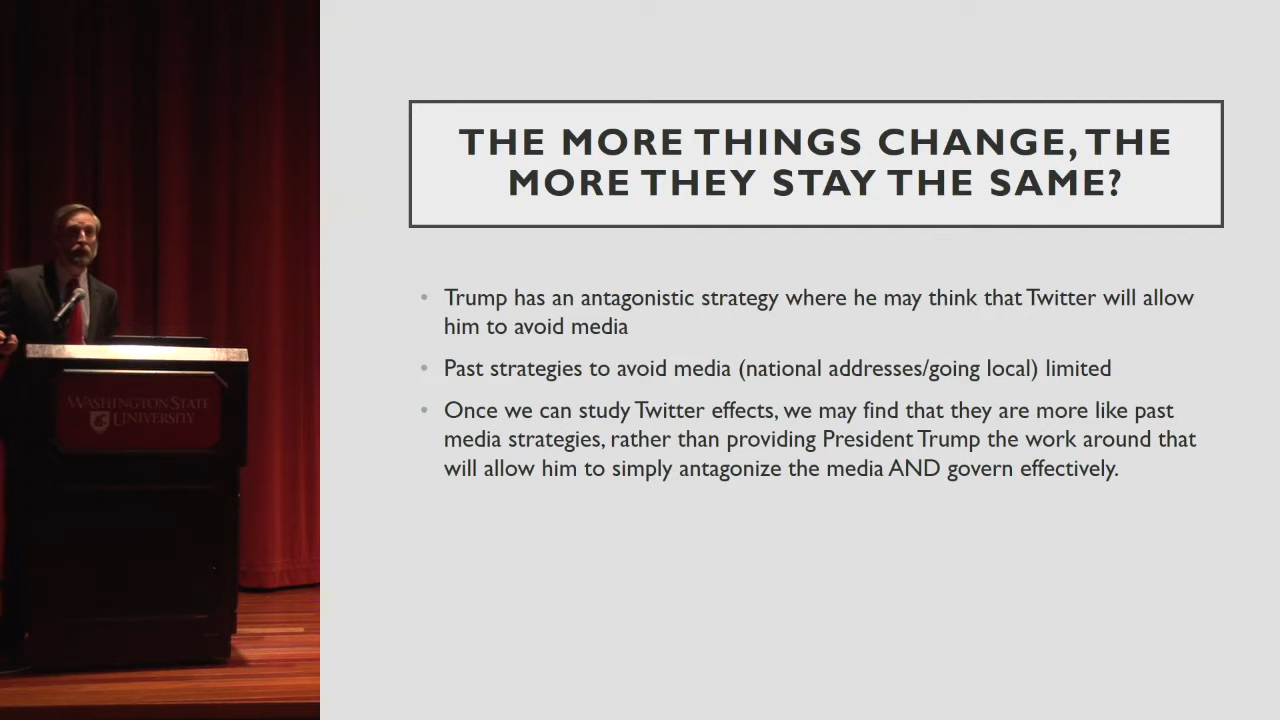 THE MORE THINGS CHANGE, THE
MORE THEY STAY THE SAME?
• Trump has an antagonistic strategy where he may think that Twitter will allow
him to avoid media
• Past strategies to avoid media (national addresses/going local) limited
• Once we can study Twitter effects, we may find that they are more like past
media strategies, rather than providing President Trump the work around that
will allow him to simply antagonize the media AND govern effectively.
WASHINGTON STATE
UNIVERSITY